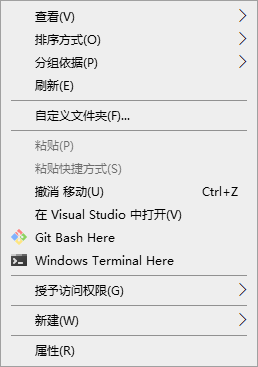 查看(V)
排序方式(O)
分组依据(P)
刷新(E)
自定义文件夹(F)...
粘贴(P)
粘贴快捷方式(S)
撤消 移动(U) Ctrl+Z
在 Visual Studio 中打开(V)
Git Bash Here
Windows Terminal Here
授予访问权限(G)
新建(W)
属性(R)